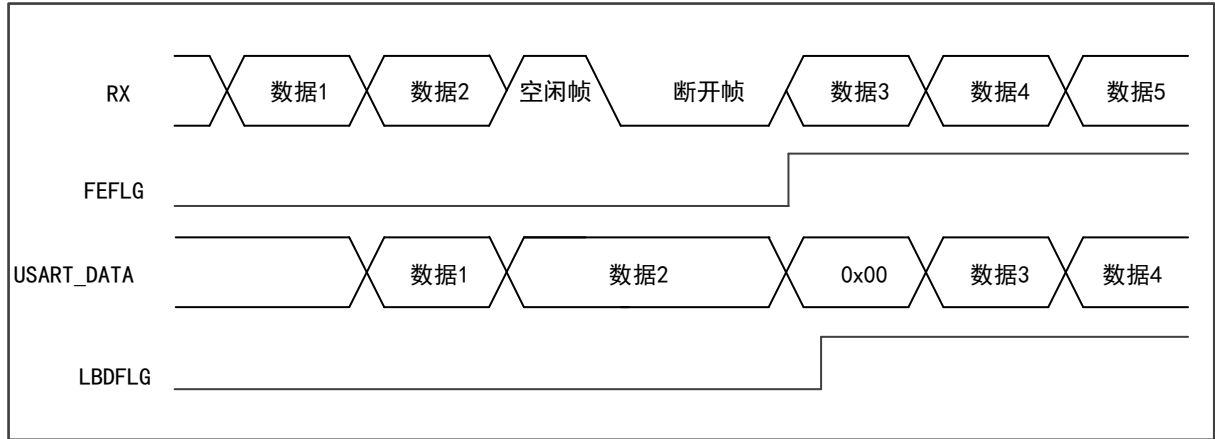 RX 数据1 数据2 空闲帧 断开帧 数据3 数据4 数据5
FEFLG
USART_DATA 数据1 数据2 0x00 数据3 数据4
LBDFLG